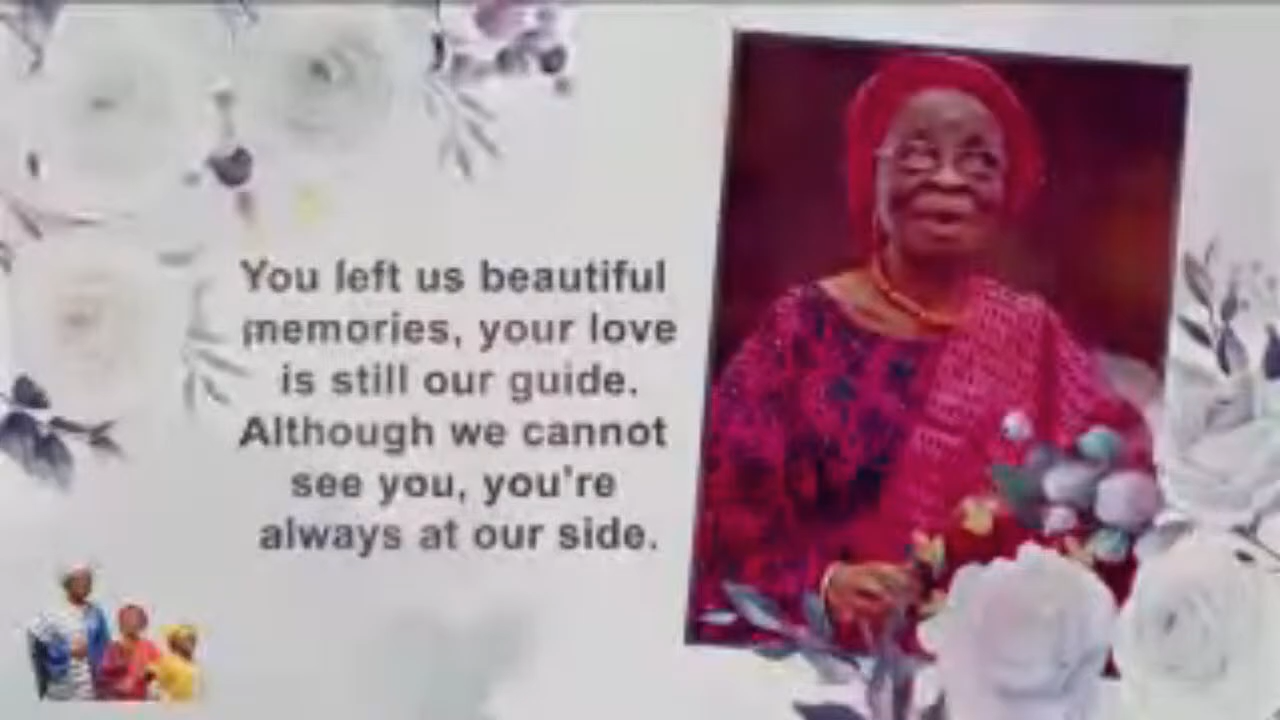 You left us beautiful
memories, your love
is still our guide.
Although we cannot
see you, you're
always at our side.